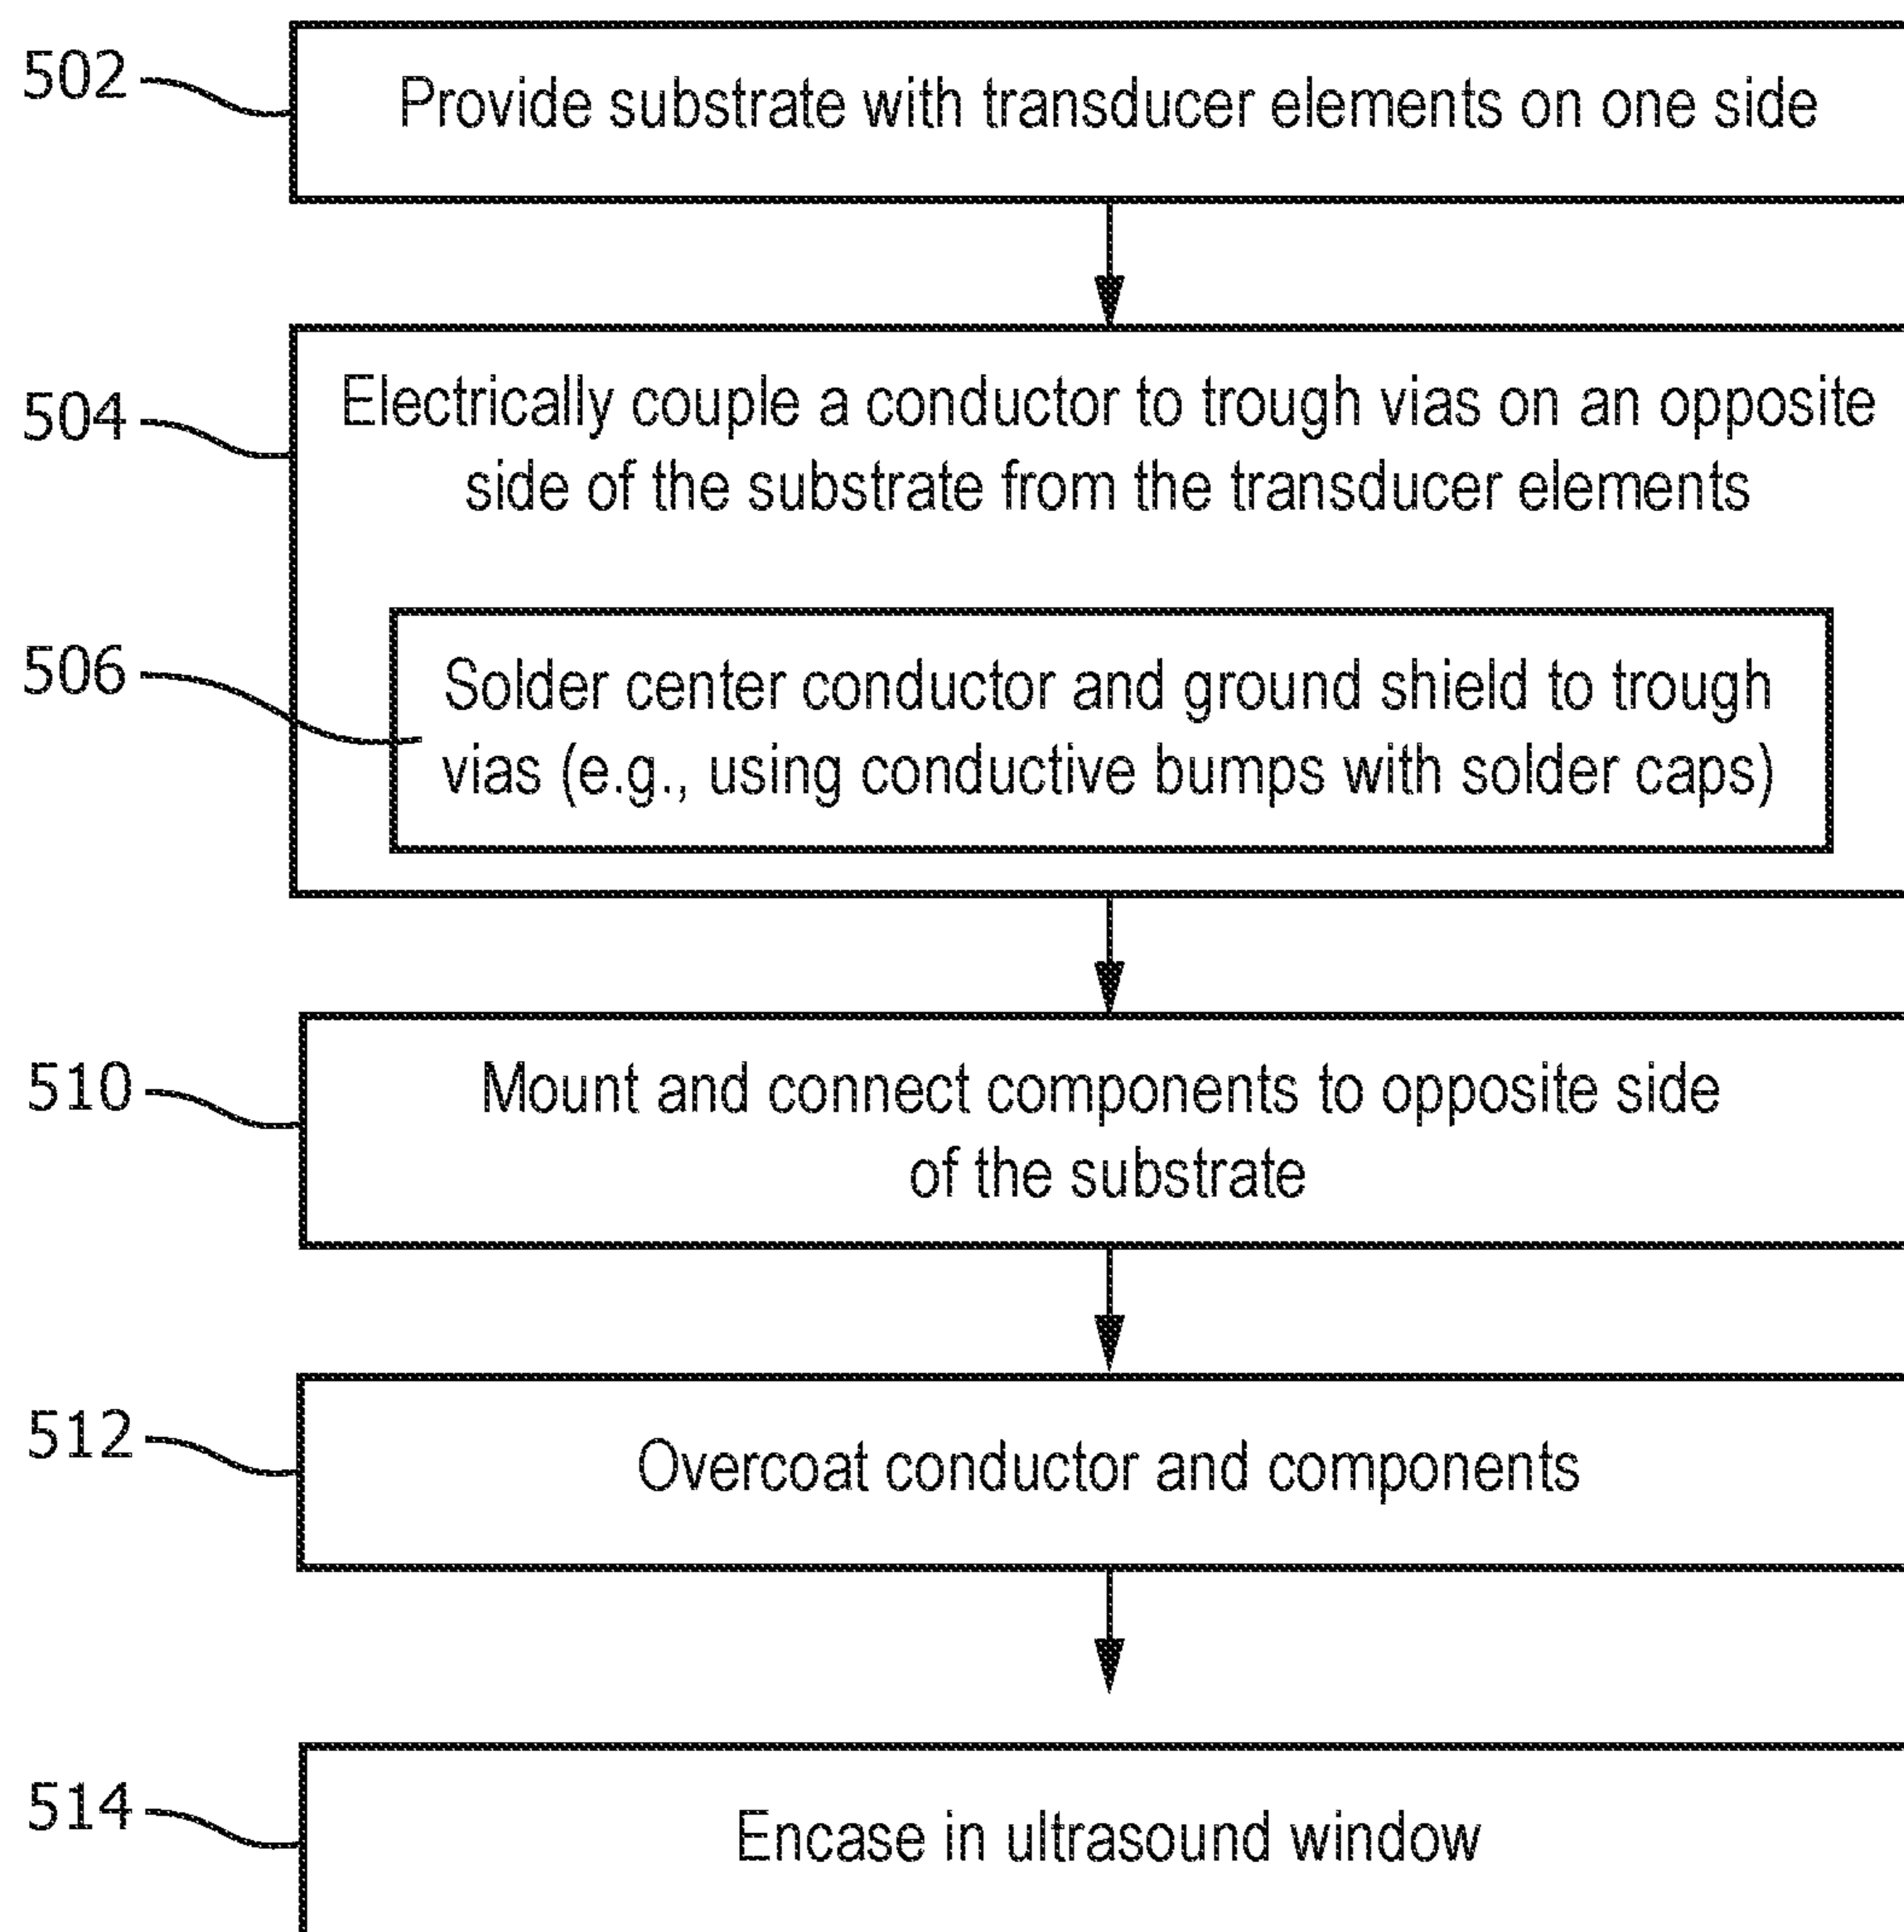 502
Provide substrate with transducer elements on one side
504
Electrically couple a conductor to trough vias on an opposite
side of the substrate from the transducer elements
506
Solder center conductor and ground shield to trough
vias (e.g., using conductive bumps with solder caps)
510
Mount and connect components to opposite side
of the substrate
512
Overcoat conductor and components
514
Encase in ultrasound window